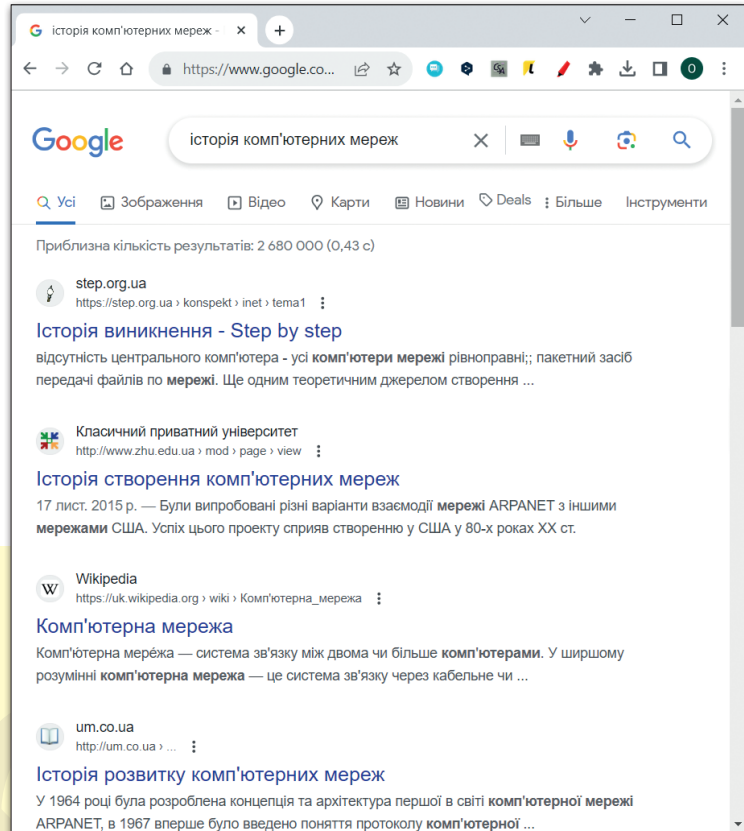 історія комп'ютерних мереж -
https://www.google.co...
O
Google
історія комп'ютерних мереж
Усі Зображення Відео Карти Новини Deals Більше Інструменти
Приблизна кількість результатів: 2 680 000 (0,43 с)
step.org.ua
https://step.org.ua › konspekt › inet › tema1
Історія виникнення - Step by step
відсутність центрального комп'ютера - усі комп'ютери мережі рівноправні;; пакетний засіб
передачі файлів по мережі. Ще одним теоретичним джерелом створення ...
Класичний приватний університет
http://www.zhu.edu.ua › mod › page › view
Історія створення комп'ютерних мереж
17 лист. 2015 р. — Були випробовані різні варіанти взаємодії мережі ARPANET з іншими
мережами США. Успіх цього проекту сприяв створенню у США у 80-х роках XX ст.
W
Wikipedia
https://uk.wikipedia.org › wiki › Комп'ютерна_мережа
Комп'ютерна мережа
Комп'ю́терна мере́жа — система зв'язку між двома чи більше комп'ютерами. У ширшому
розумінні комп'ютерна мережа — це система зв'язку через кабельне чи ...
um.co.ua
http://um.co.ua › ...
Історія розвитку комп'ютерних мереж
У 1964 році була розроблена концепція та архітектура першої в світі комп'ютерної мережі
ARPANET, в 1967 вперше було введено поняття протоколу комп'ютерної ...